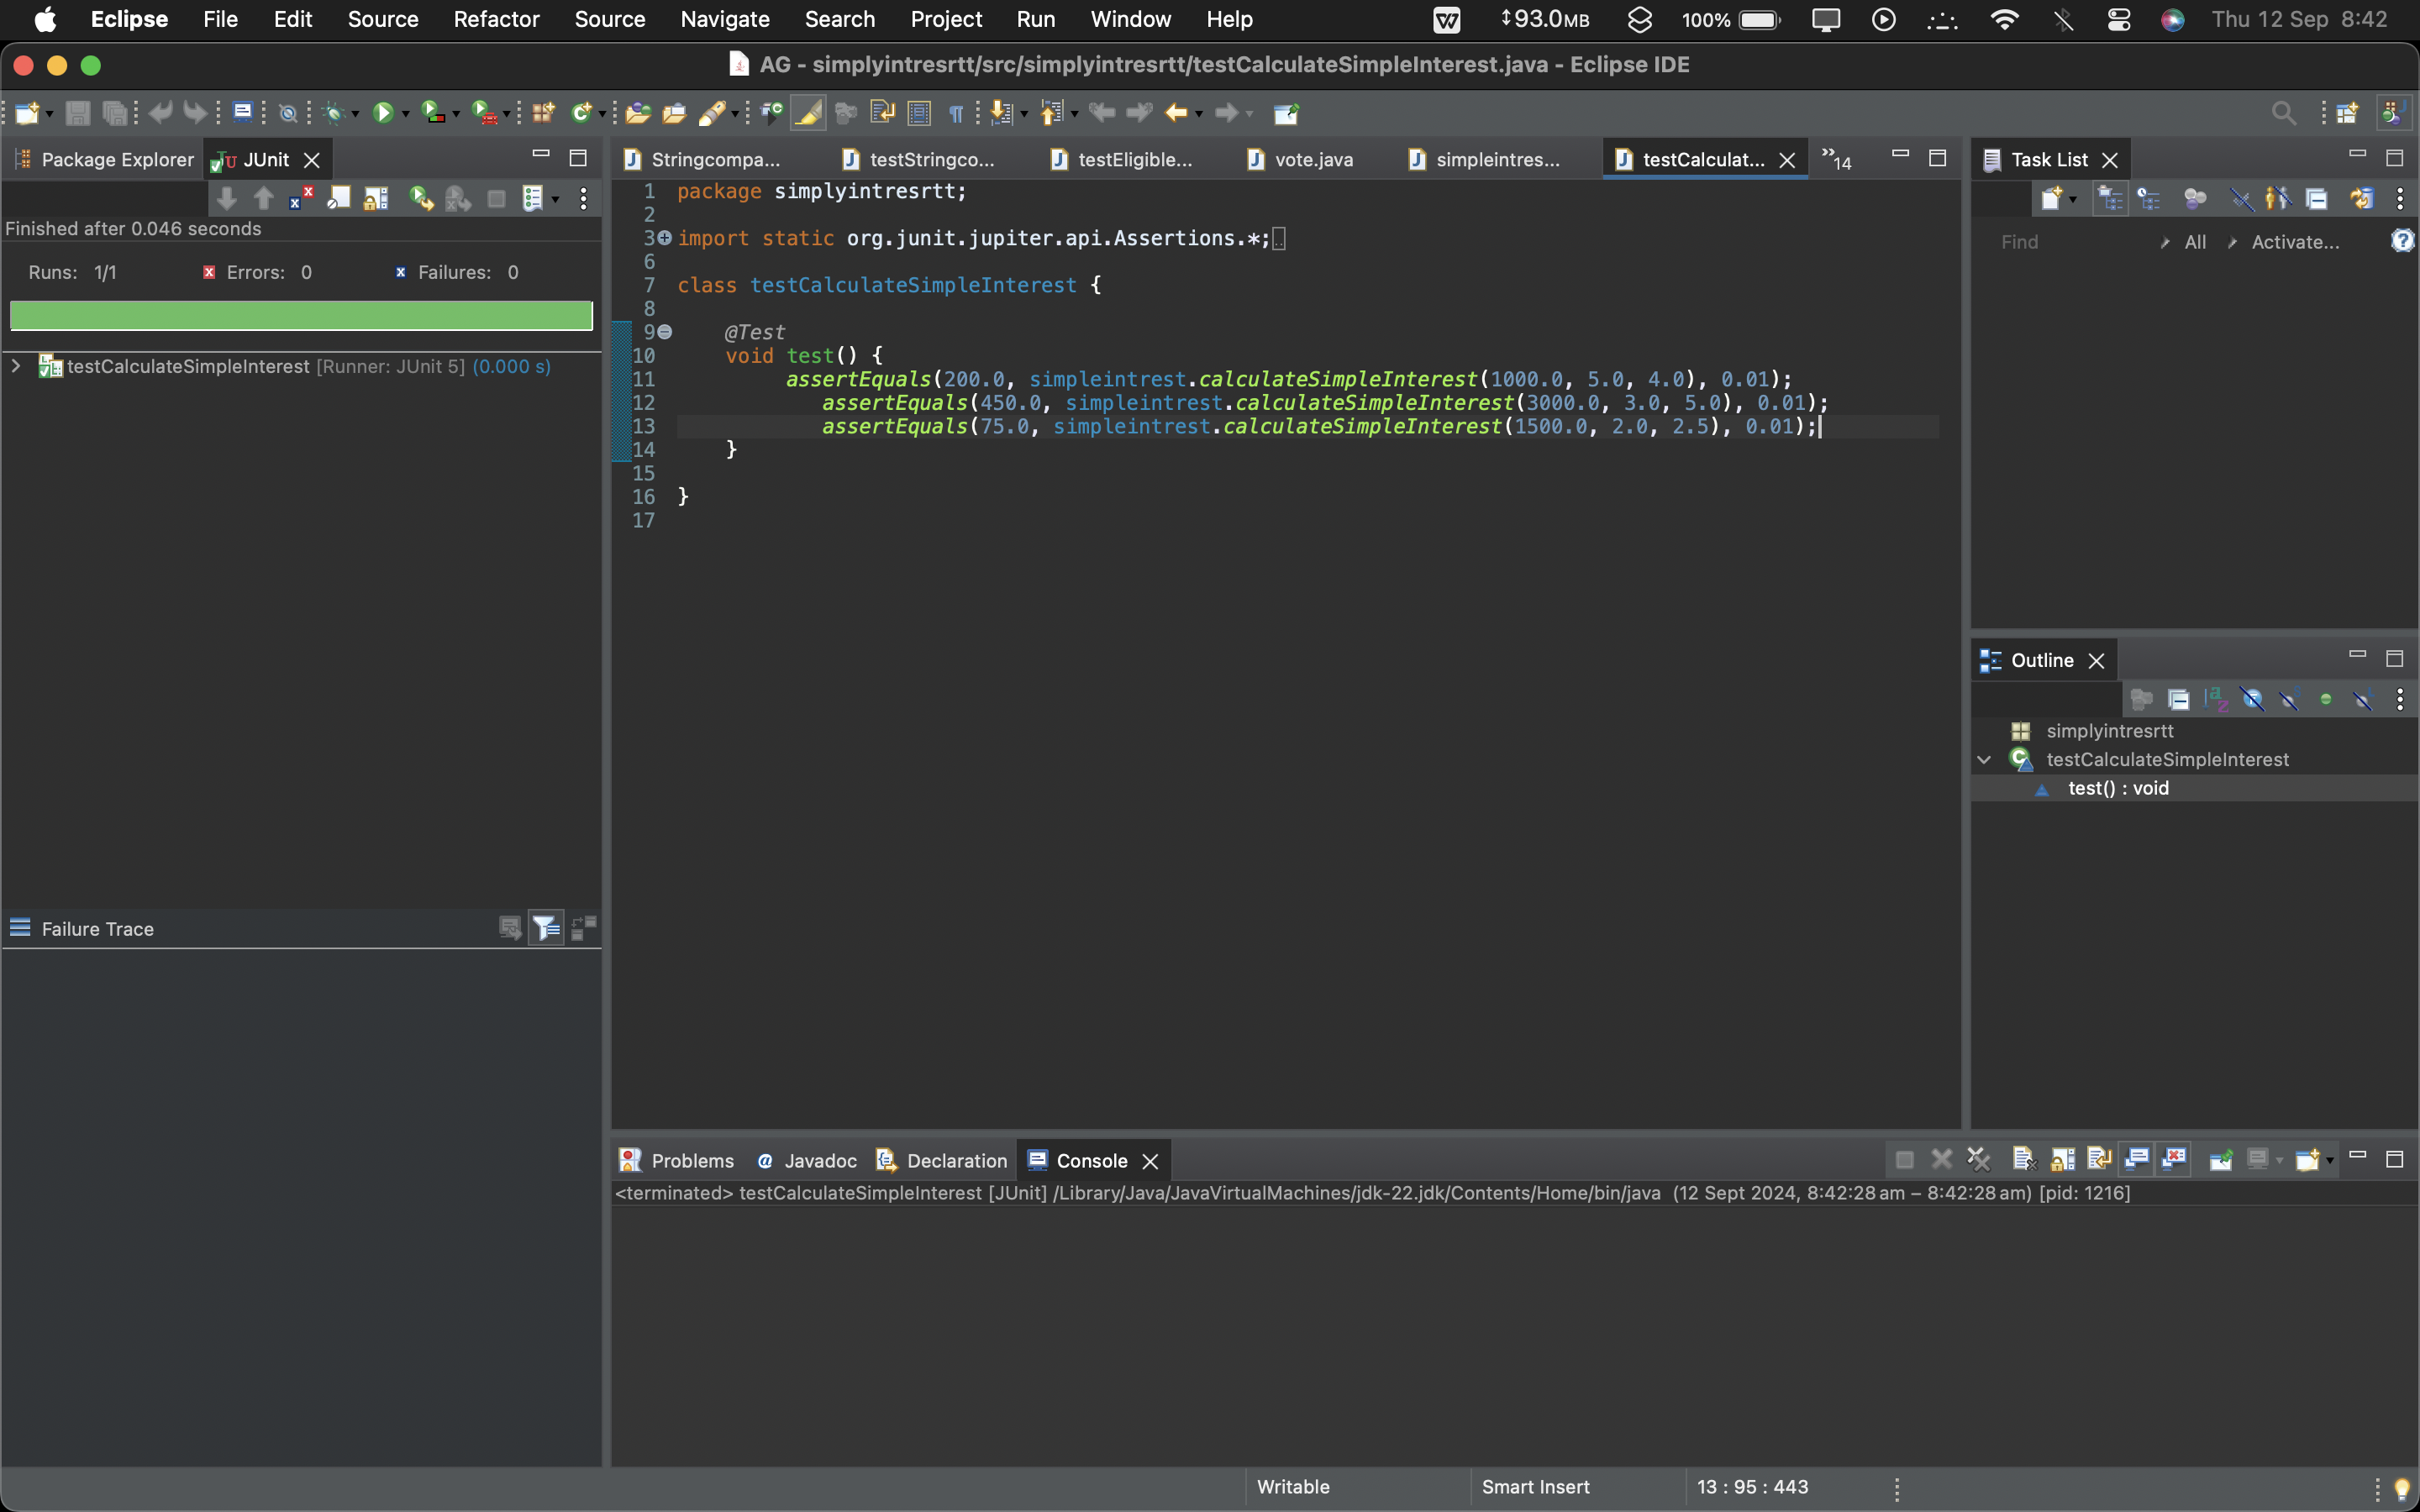 Eclipse File Edit Source Refactor Source Navigate Search Project Run Window Help 93.0MB 100% Thu 12 Sep 8:42
AG - simplyintresrtt/src/simplyintresrtt/testCalculateSimpleInterest.java - Eclipse IDE
Package Explorer JUnit
Finished after 0.046 seconds
Runs: 1/1 Errors: 0 Failures: 0
testCalculateSimpleInterest [Runner: JUnit 5] (0.000 s)
Failure Trace
Stringcompa... testStringco... testEligible... vote.java simpleintres... testCalculat... »14
1 package simplyintresrtt;
2
3 import static org.junit.jupiter.api.Assertions.*;
6
7 class testCalculateSimpleInterest {
8
9 @Test
10 void test() {
11 assertEquals(200.0, simpleintrest.calculateSimpleInterest(1000.0, 5.0, 4.0), 0.01);
12 assertEquals(450.0, simpleintrest.calculateSimpleInterest(3000.0, 3.0, 5.0), 0.01);
13 assertEquals(75.0, simpleintrest.calculateSimpleInterest(1500.0, 2.0, 2.5), 0.01);
14 }
15
16 }
17
Task List
Find All Activate...
Outline
simplyintresrtt
testCalculateSimpleInterest
test() : void
Problems Javadoc Declaration Console
<terminated> testCalculateSimpleInterest [JUnit] /Library/Java/JavaVirtualMachines/jdk-22.jdk/Contents/Home/bin/java (12 Sept 2024, 8:42:28 am – 8:42:28 am) [pid: 1216]
Writable Smart Insert 13 : 95 : 443